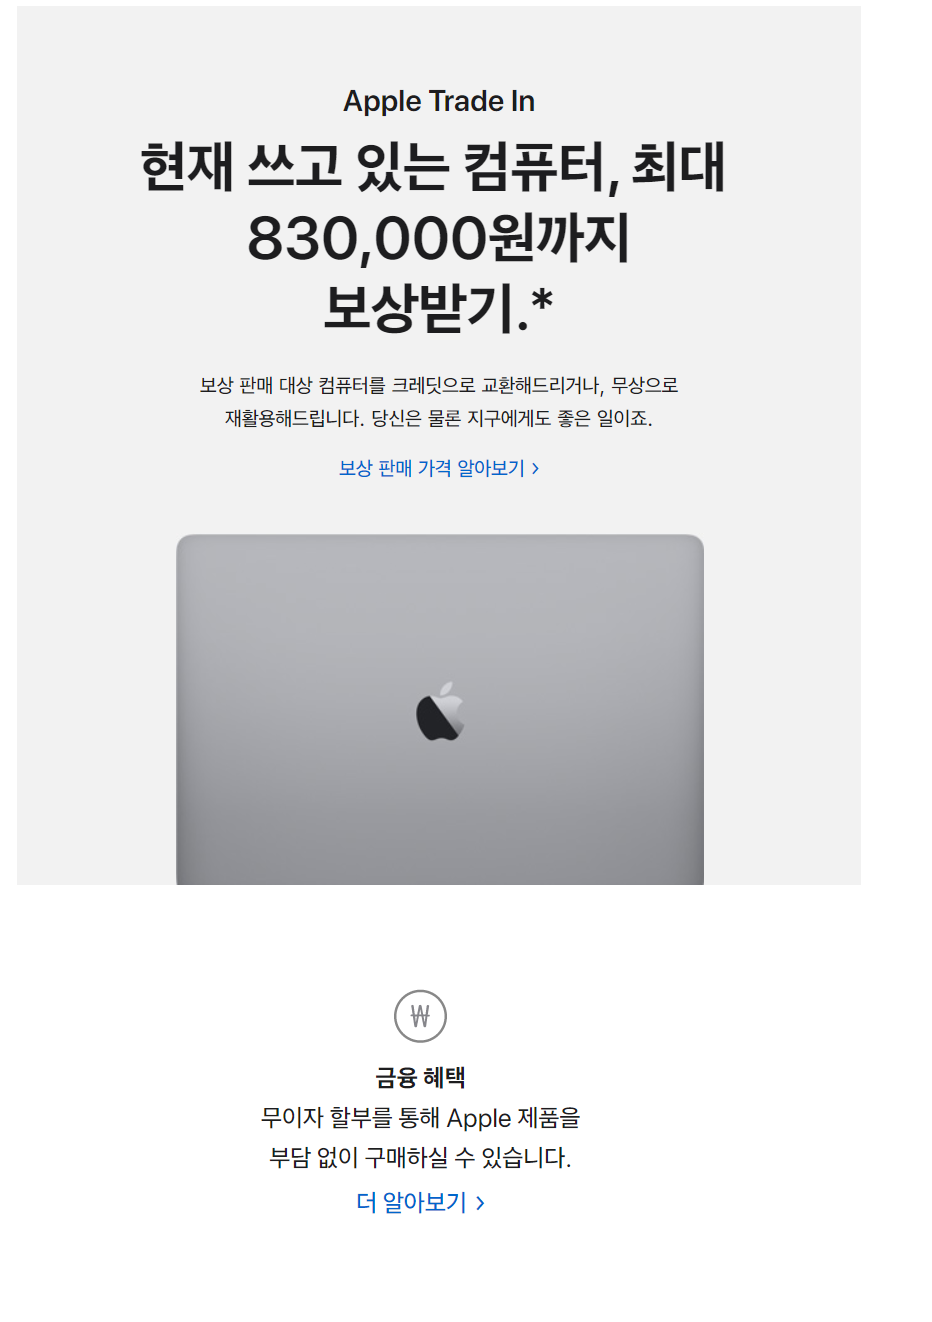 Apple Trade In
현재 쓰고 있는 컴퓨터, 최대
830,000원까지
보상받기.*
보상 판매 대상 컴퓨터를 크레딧으로 교환해드리거나, 무상으로
재활용해드립니다. 당신은 물론 지구에게도 좋은 일이죠.
보상 판매 가격 알아보기 >
₩
금융 혜택
무이자 할부를 통해 Apple 제품을
부담 없이 구매하실 수 있습니다.
더 알아보기 >